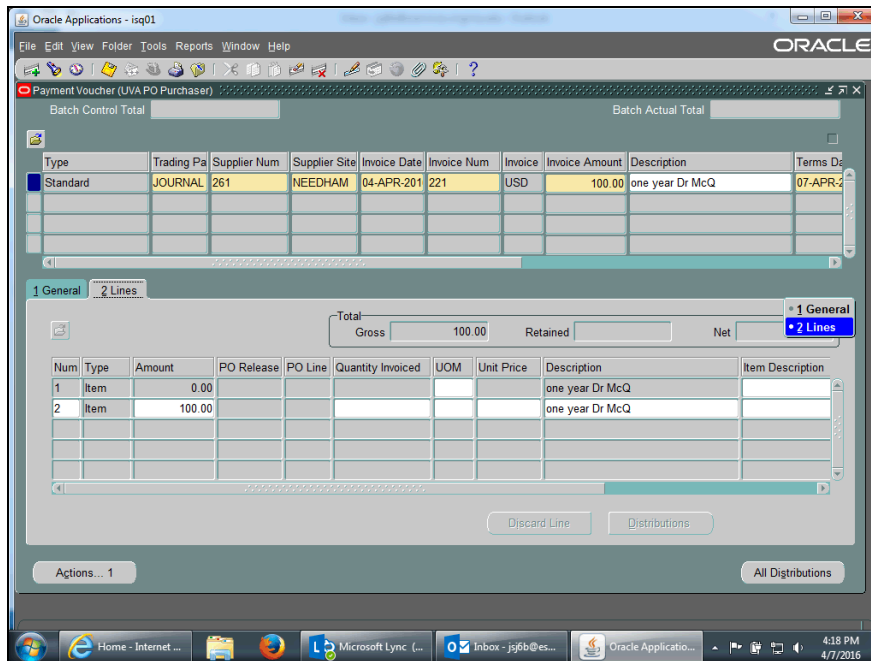 Oracle Applications - isq01
File Edit View Folder Tools Reports Window Help
ORACLE
Payment Voucher (UVA PO Purchaser)
Batch Control Total
Batch Actual Total
Type Trading Pa Supplier Num Supplier Site Invoice Date Invoice Num Invoice Invoice Amount Description Terms Da
Standard JOURNAL 261 NEEDHAM 04-APR-201 221 USD 100.00 one year Dr McQ 07-APR-2
1 General 2 Lines
1 General
2 Lines
Total
Gross 100.00 Retained Net
Num Type Amount PO Release PO Line Quantity Invoiced UOM Unit Price Description Item Description
1 Item 0.00 one year Dr McQ
2 Item 100.00 one year Dr McQ
Discard Line Distributions
Actions... 1 All Distributions
Home - Internet ... Microsoft Lync (... Inbox - jsj6b@es... Oracle Applicatio... 4:18 PM
4/7/2016